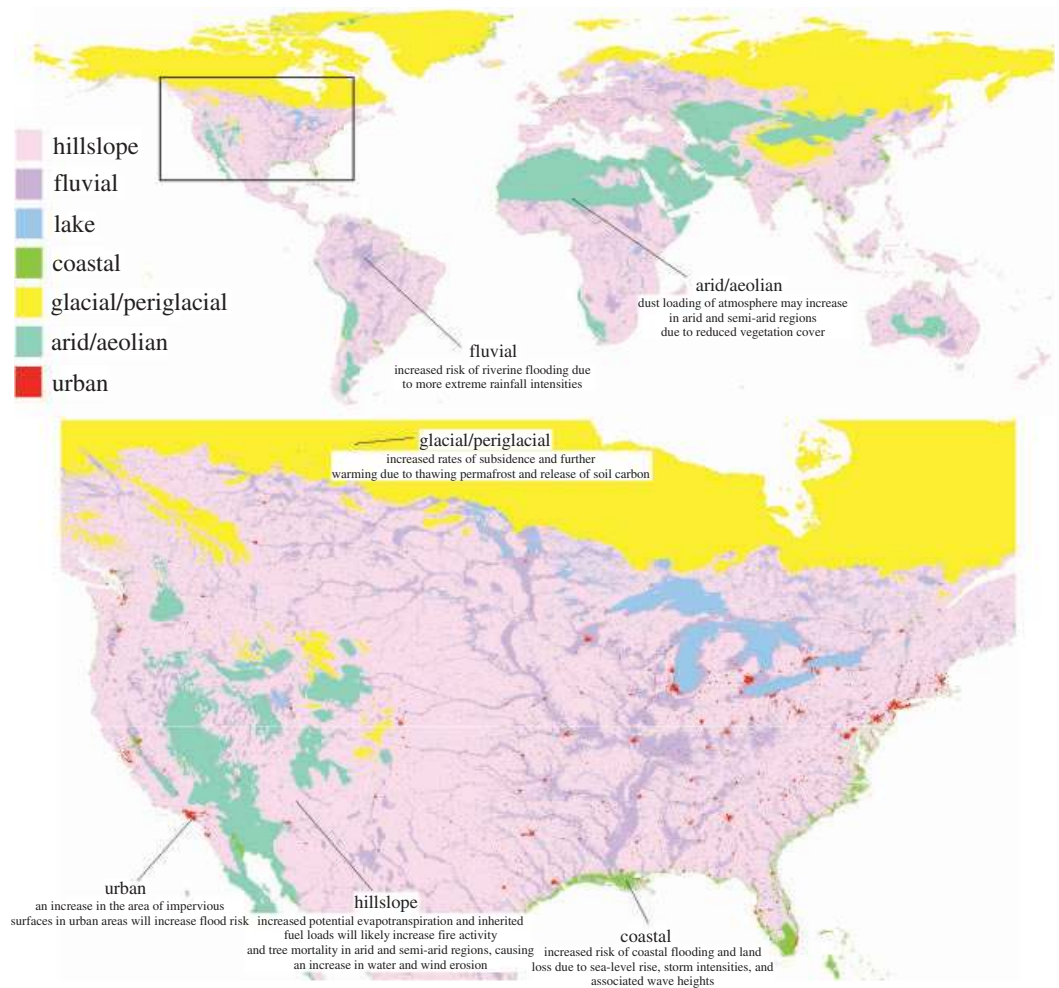 hillslope
fluvial
lake
coastal
glacial/periglacial
arid/aeolian
urban
arid/aeolian
dust loading of atmosphere may increase
in arid and semi-arid regions
due to reduced vegetation cover
fluvial
increased risk of riverine flooding due
to more extreme rainfall intensities
glacial/periglacial
increased rates of subsidence and further
warming due to thawing permafrost and release of soil carbon
urban
an increase in the area of impervious
surfaces in urban areas will increase flood risk
hillslope
increased potential evapotranspiration and inherited
fuel loads will likely increase fire activity
and tree mortality in arid and semi-arid regions, causing
an increase in water and wind erosion
coastal
increased risk of coastal flooding and land
loss due to sea-level rise, storm intensities, and
associated wave heights